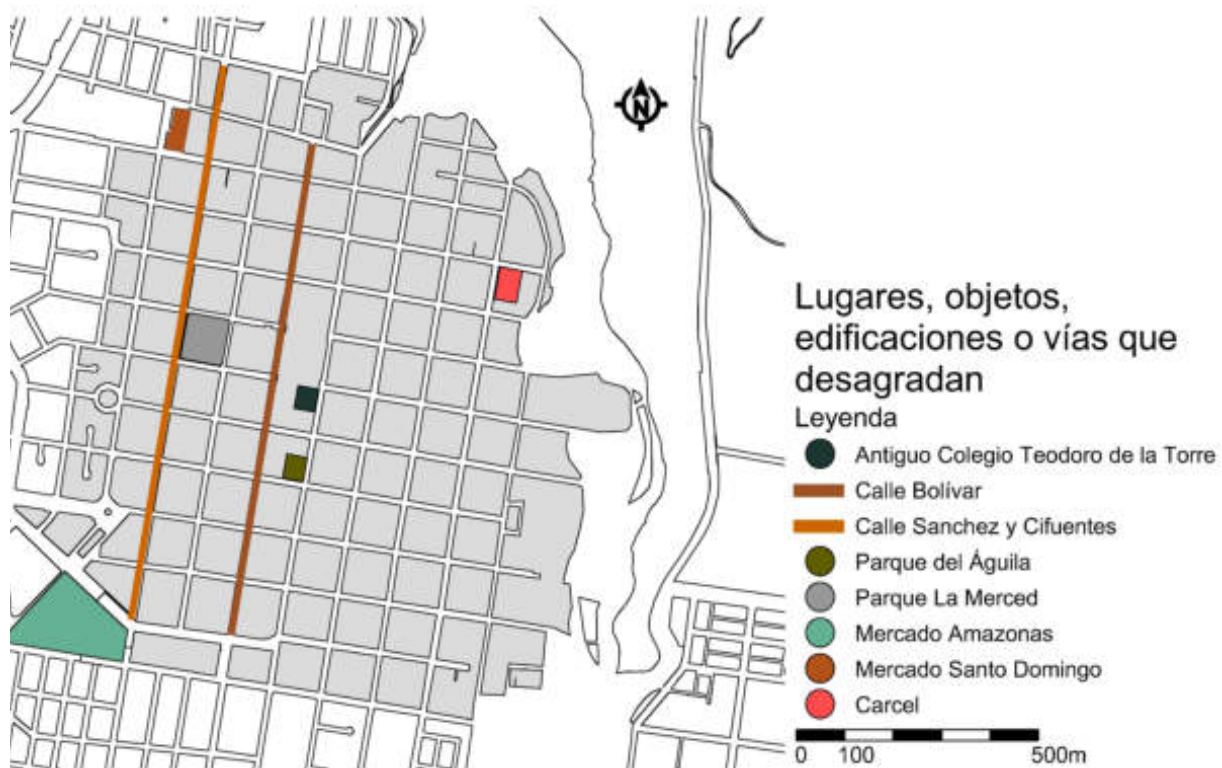 N
Lugares, objetos,
edificaciones o vías que
desagradan
Leyenda
Antiguo Colegio Teodoro de la Torre
Calle Bolívar
Calle Sanchez y Cifuentes
Parque del Águila
Parque La Merced
Mercado Amazonas
Mercado Santo Domingo
Carcel
0 100 500m